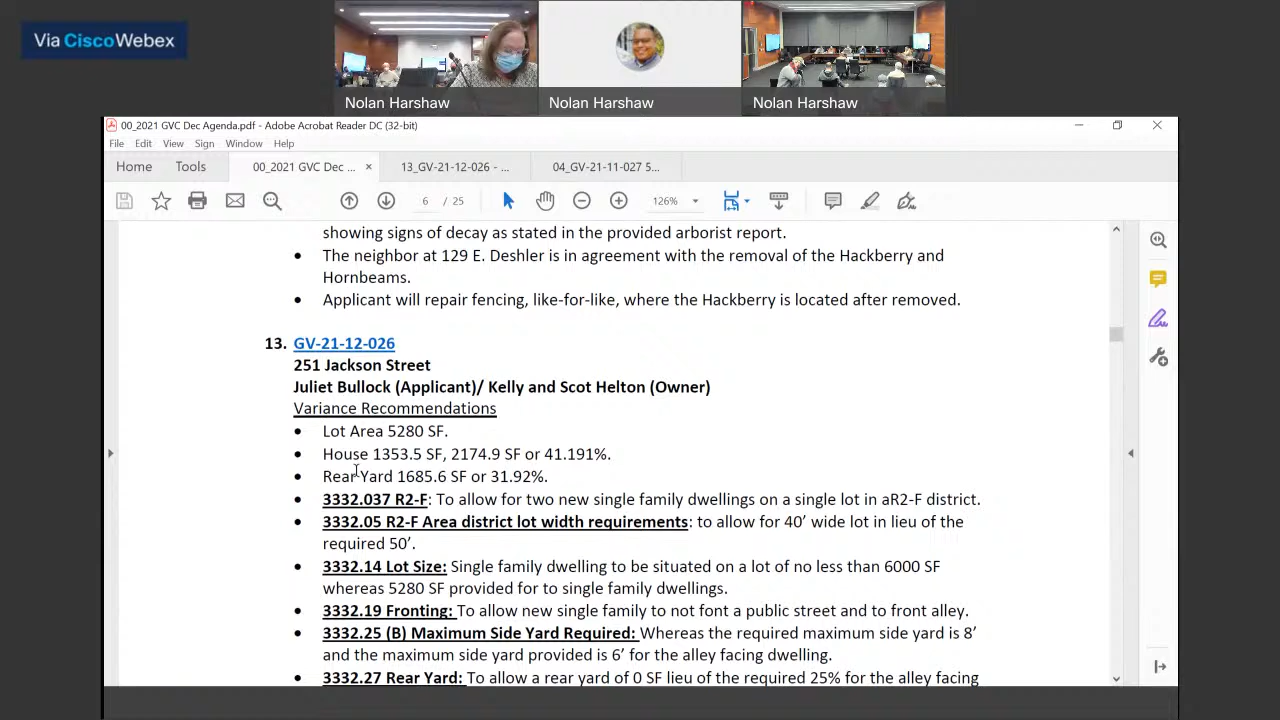 Via Cisco Webex
Nolan Harshaw
Nolan Harshaw
Nolan Harshaw
00_2021 GVC Dec Agenda.pdf - Adobe Acrobat Reader DC (32-bit)
File Edit View Sign Window Help
Home Tools 00_2021 GVC Dec ... × 13_GV-21-12-026 - ... 04_GV-21-11-027 5...
6 / 25 126%
showing signs of decay as stated in the provided arborist report.
• The neighbor at 129 E. Deshler is in agreement with the removal of the Hackberry and
Hornbeams.
• Applicant will repair fencing, like-for-like, where the Hackberry is located after removed.
13. GV-21-12-026
251 Jackson Street
Juliet Bullock (Applicant)/ Kelly and Scot Helton (Owner)
Variance Recommendations
• Lot Area 5280 SF.
• House 1353.5 SF, 2174.9 SF or 41.191%.
• Rear Yard 1685.6 SF or 31.92%.
• 3332.037 R2-F: To allow for two new single family dwellings on a single lot in aR2-F district.
• 3332.05 R2-F Area district lot width requirements: to allow for 40’ wide lot in lieu of the
required 50’.
• 3332.14 Lot Size: Single family dwelling to be situated on a lot of no less than 6000 SF
whereas 5280 SF provided for to single family dwellings.
• 3332.19 Fronting: To allow new single family to not font a public street and to front alley.
• 3332.25 (B) Maximum Side Yard Required: Whereas the required maximum side yard is 8’
and the maximum side yard provided is 6’ for the alley facing dwelling.
• 3332.27 Rear Yard: To allow a rear yard of 0 SF lieu of the required 25% for the alley facing